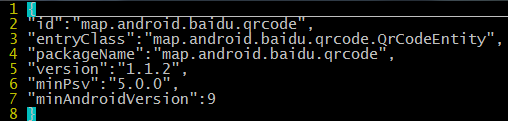 1 {
2 "id":"map.android.baidu.qrcode",
3 "entryClass":"map.android.baidu.qrcode.QrCodeEntity",
4 "packageName":"map.android.baidu.qrcode",
5 "version":"1.1.2",
6 "minPsv":"5.0.0",
7 "minAndroidVersion":9
8 }